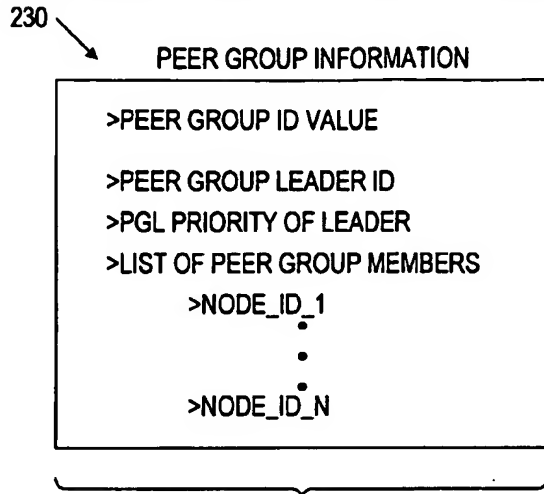 230
PEER GROUP INFORMATION
>PEER GROUP ID VALUE
>PEER GROUP LEADER ID
>PGL PRIORITY OF LEADER
>LIST OF PEER GROUP MEMBERS
>NODE_ID_1
>NODE_ID_N